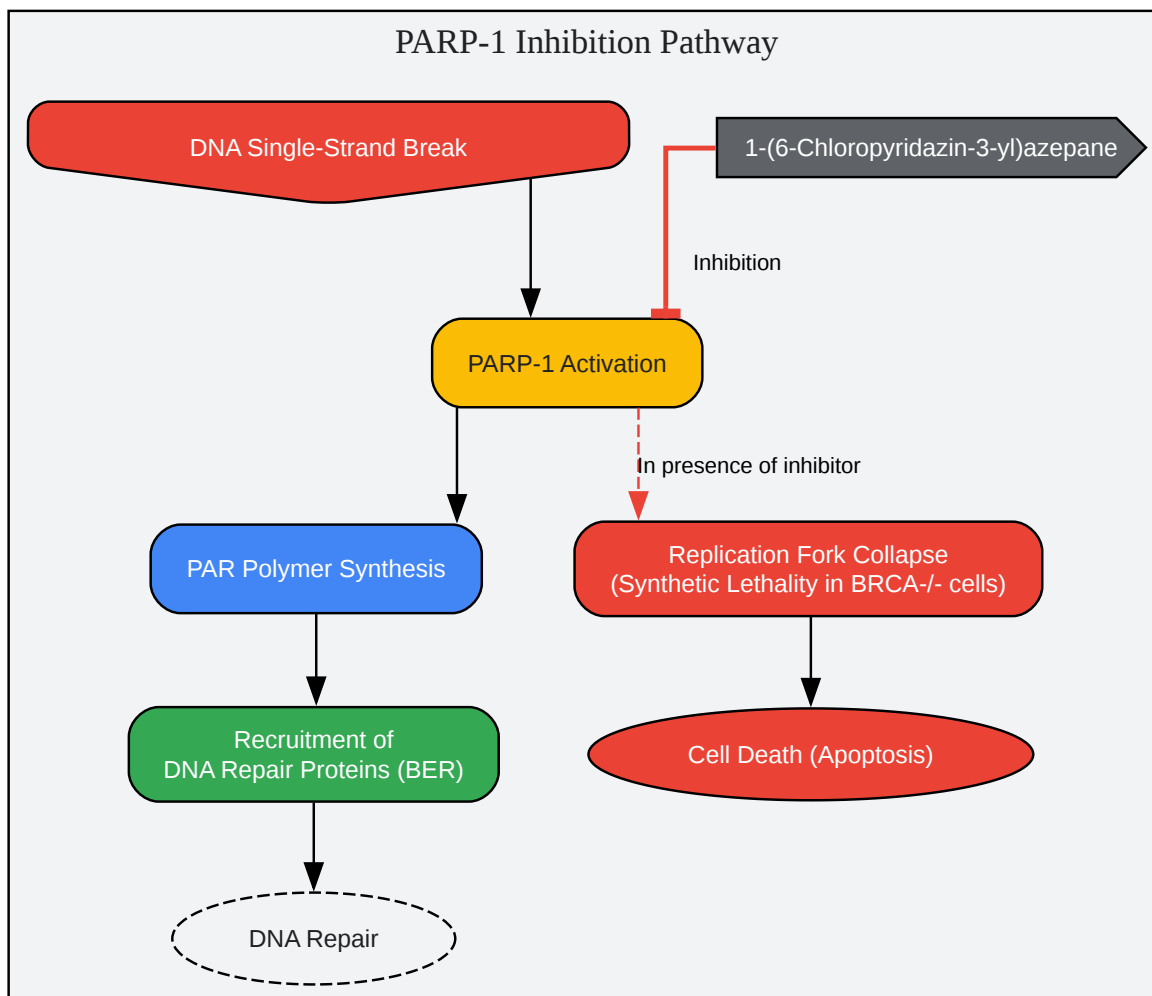 PARP-1 Inhibition Pathway
DNA Single-Strand Break
1-(6-Chloropyridazin-3-yl)azepane
Inhibition
PARP-1 Activation
In presence of inhibitor
PAR Polymer Synthesis
Replication Fork Collapse
(Synthetic Lethality in BRCA-/- cells)
Recruitment of
DNA Repair Proteins (BER)
Cell Death (Apoptosis)
DNA Repair